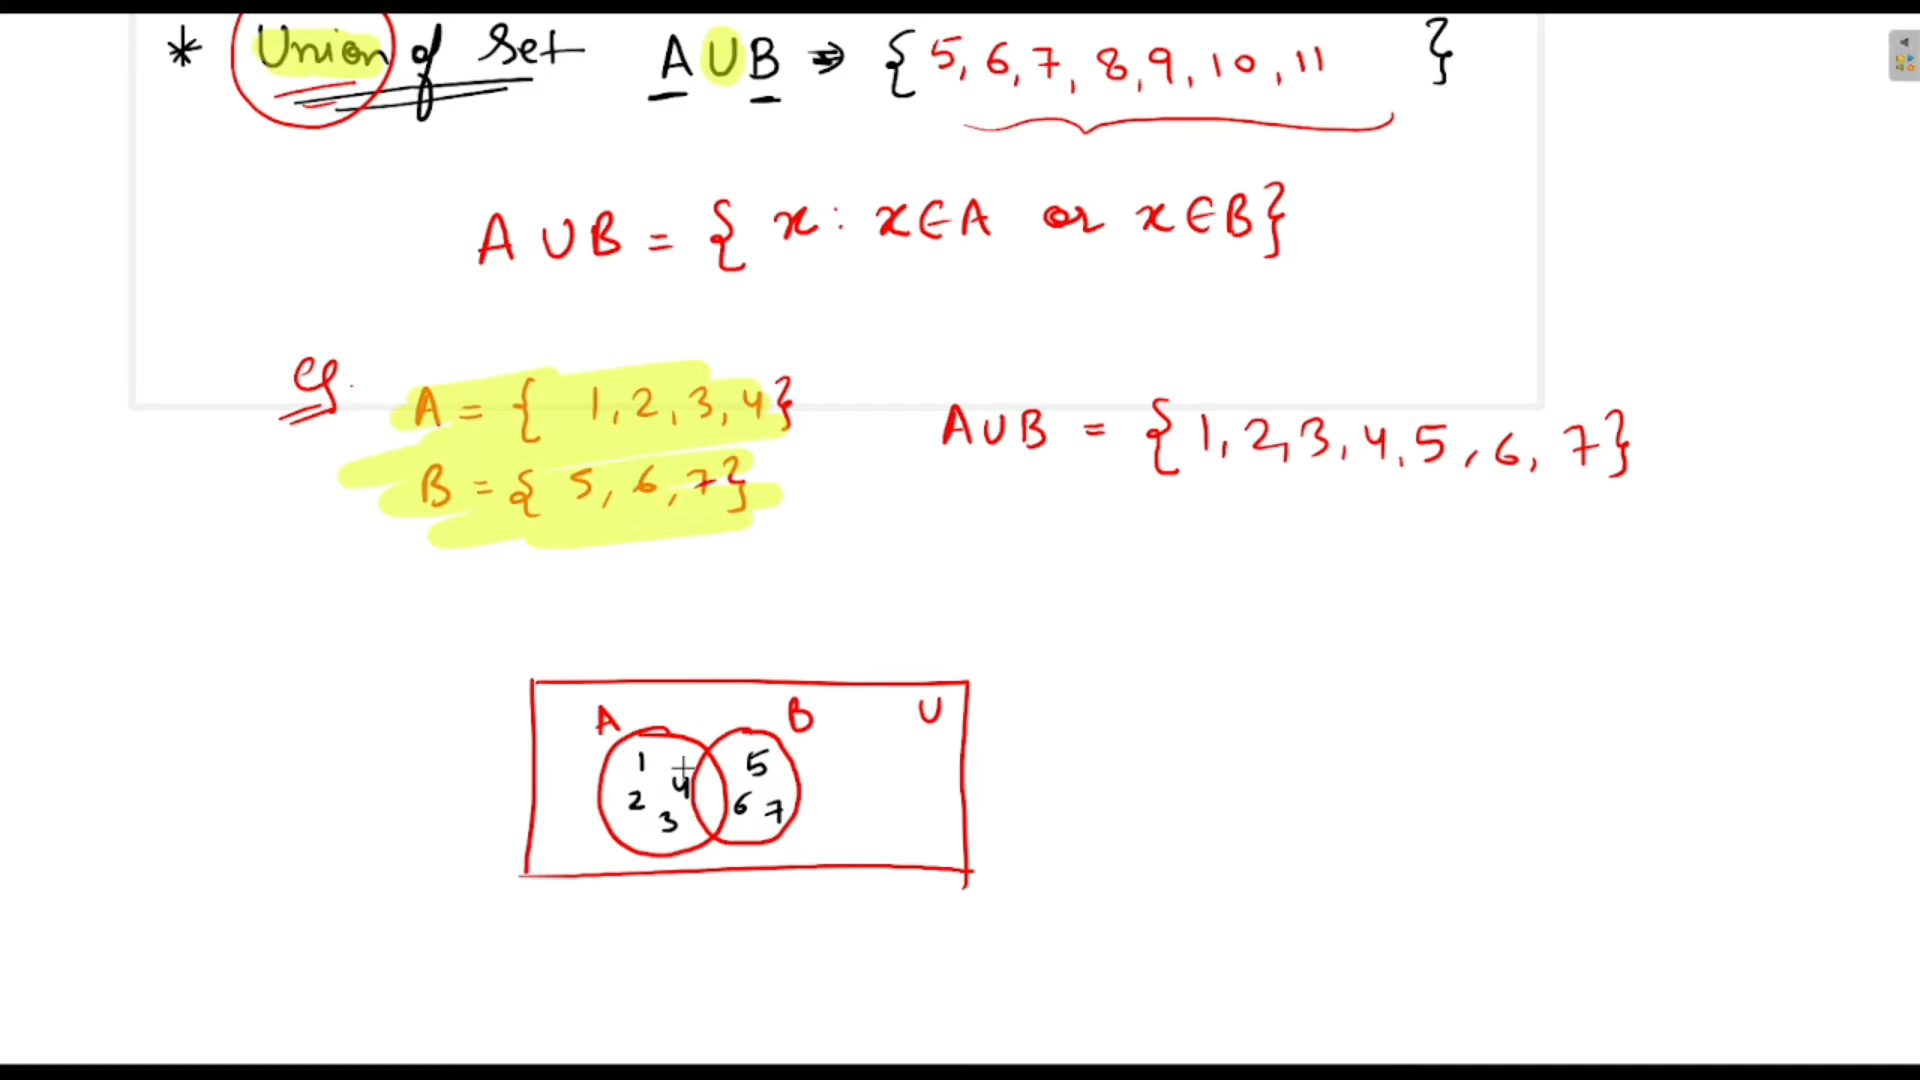 * Union of Set A U B ⇒ { 5, 6, 7, 8, 9, 10, 11 }
A U B = { x : x ∈ A or x ∈ B }
eg.
A = { 1, 2, 3, 4 }
A U B = { 1, 2, 3, 4, 5, 6, 7 }
B = { 5, 6, 7 }
A B U
1 4 5
2 3 6 7